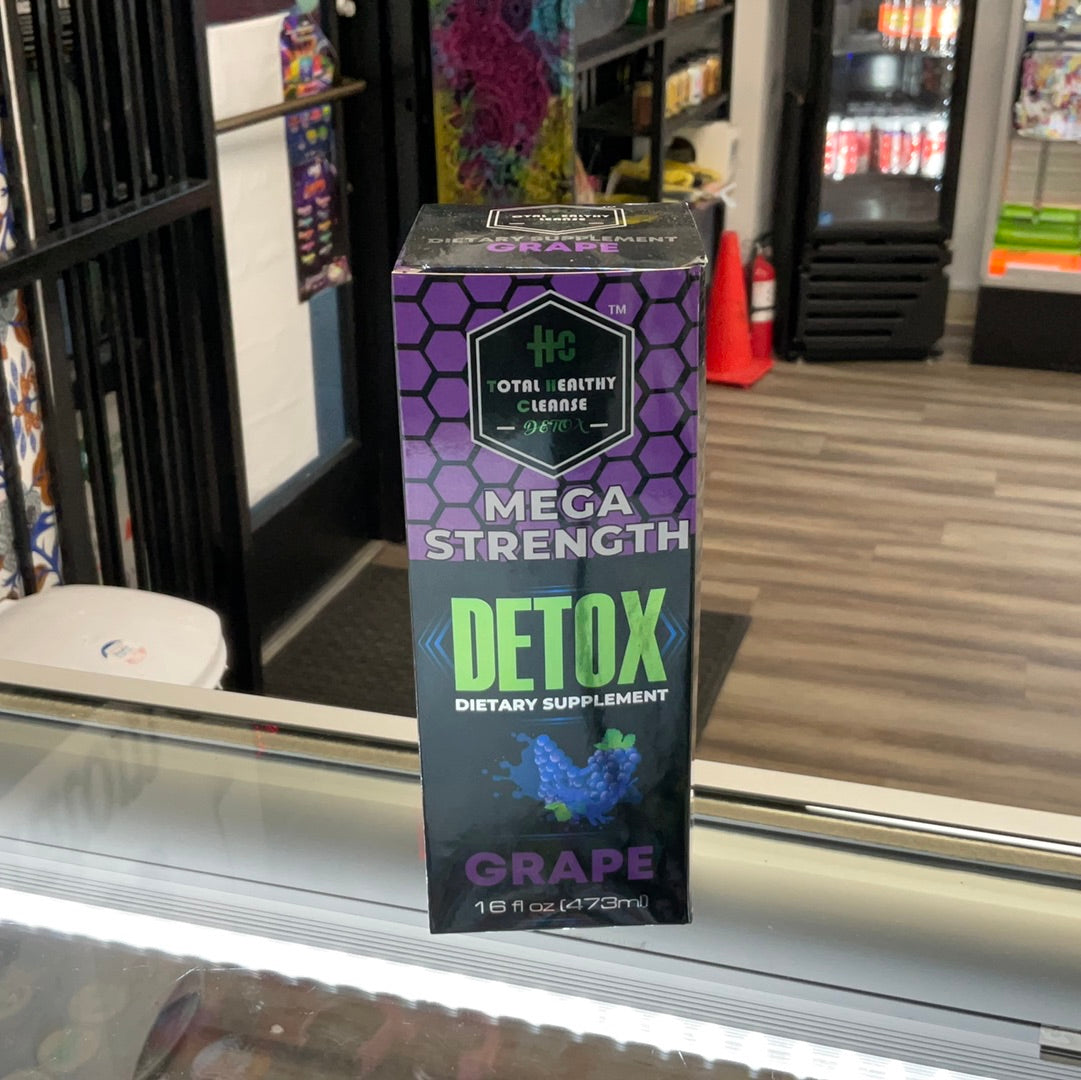 TOTAL HEALTHY
CLEANSE
DIETARY SUPPLEMENT
GRAPE
TM
HC
TOTAL HEALTHY
CLEANSE
DETOX
MEGA
STRENGTH
DETOX
DIETARY SUPPLEMENT
GRAPE
16 fl oz (473ml)